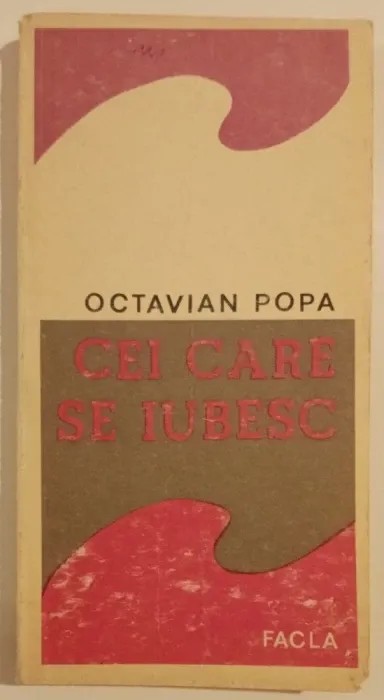 OCTAVIAN POPA
CEI CARE
SE IUBESC
FACLA